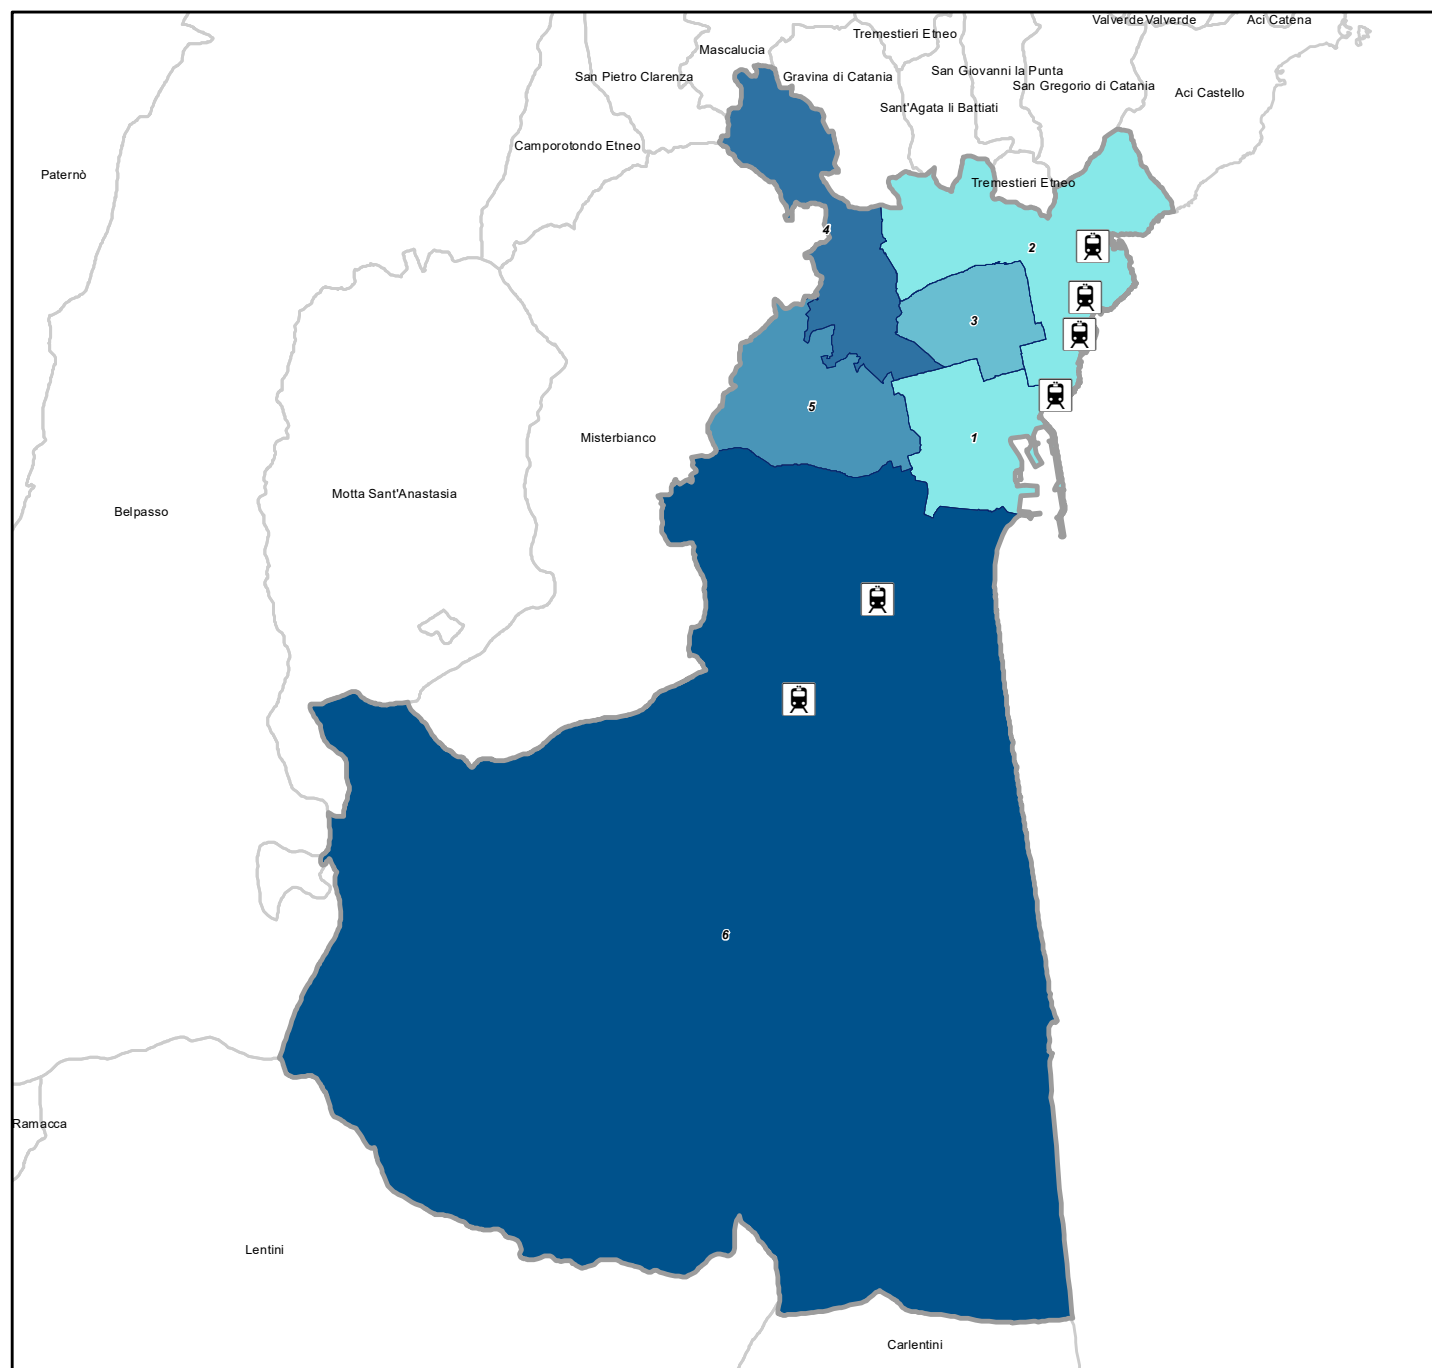 ValverdeValverde
Aci Catena
Tremestieri Etneo
Mascalucia
San Pietro Clarenza
Gravina di Catania
San Giovanni la Punta
San Gregorio di Catania
Aci Castello
Sant'Agata li Battiati
Camporotondo Etneo
Paternò
Tremestieri Etneo
4
2
3
5
1
Misterbianco
Motta Sant'Anastasia
Belpasso
6
Ramacca
Lentini
Carlentini